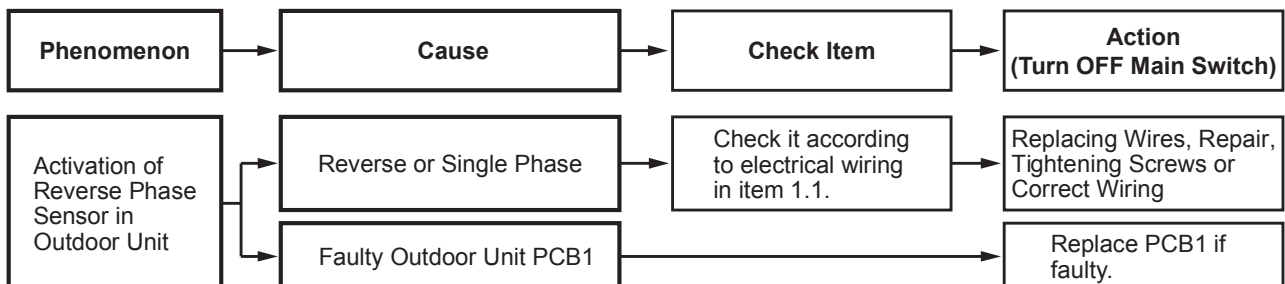 Phenomenon
Cause
Check Item
Action
(Turn OFF Main Switch)
Activation of
Reverse Phase
Sensor in
Outdoor Unit
Reverse or Single Phase
Check it according
to electrical wiring
in item 1.1.
Replacing Wires, Repair,
Tightening Screws or
Correct Wiring
Faulty Outdoor Unit PCB1
Replace PCB1 if
faulty.